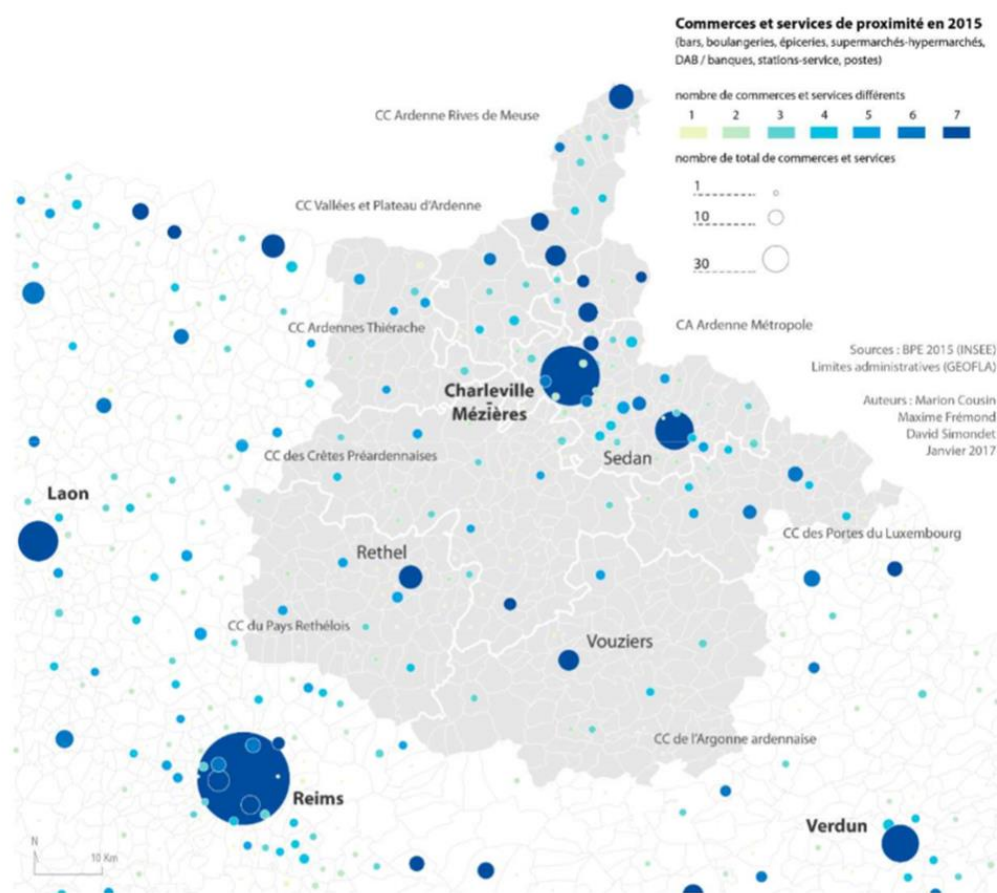 Commerces et services de proximité en 2015
(bars, boulangeries, épiceries, supermarchés-hypermarchés,
DAB / banques, stations-service, postes)
nombre de commerces et services différents
1 2 3 4 5 6 7
nombre de total de commerces et services
1
10
30
CC Ardenne Rives de Meuse
CC Vallées et Plateau d'Ardenne
CC Ardennes Thiérache
CA Ardenne Métropole
Sources : BPE 2015 (INSEE)
Limites administratives (GEOFLA)
Auteurs : Marion Cousin
Maxime Frémond
David Simondet
Janvier 2017
Charleville
-
Mézières
CC des Crêtes Préardennaises
Sedan
Laon
CC des Portes du Luxembourg
Rethel
CC du Pays Rethélois
Vouziers
CC de l'Argonne ardennaise
Reims
Verdun
N
10 Km